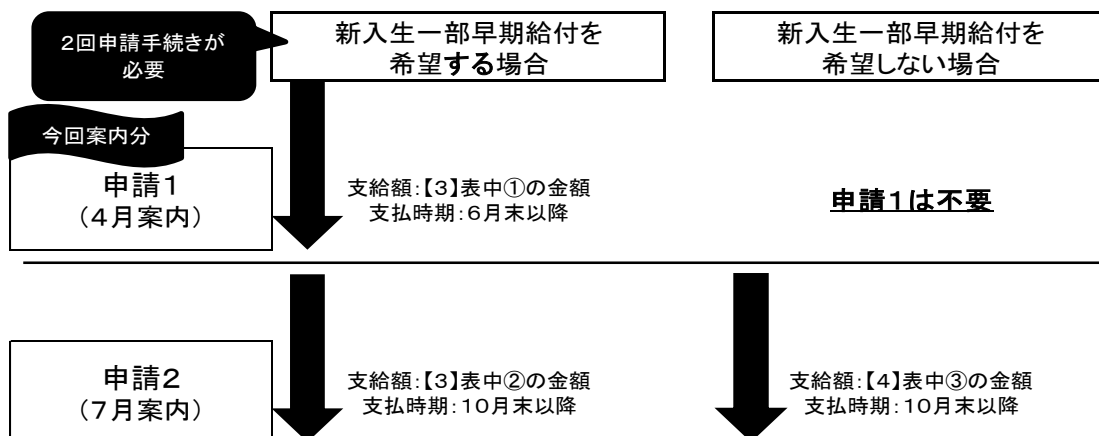 2回申請手続きが
必要
新入生一部早期給付を
希望する場合
新入生一部早期給付を
希望しない場合
今回案内分
申請1
(4月案内)
支給額:【3】表中①の金額
支払時期:6月末以降
申請1は不要
申請2
(7月案内)
支給額:【3】表中②の金額
支払時期:10月末以降
支給額:【4】表中③の金額
支払時期:10月末以降